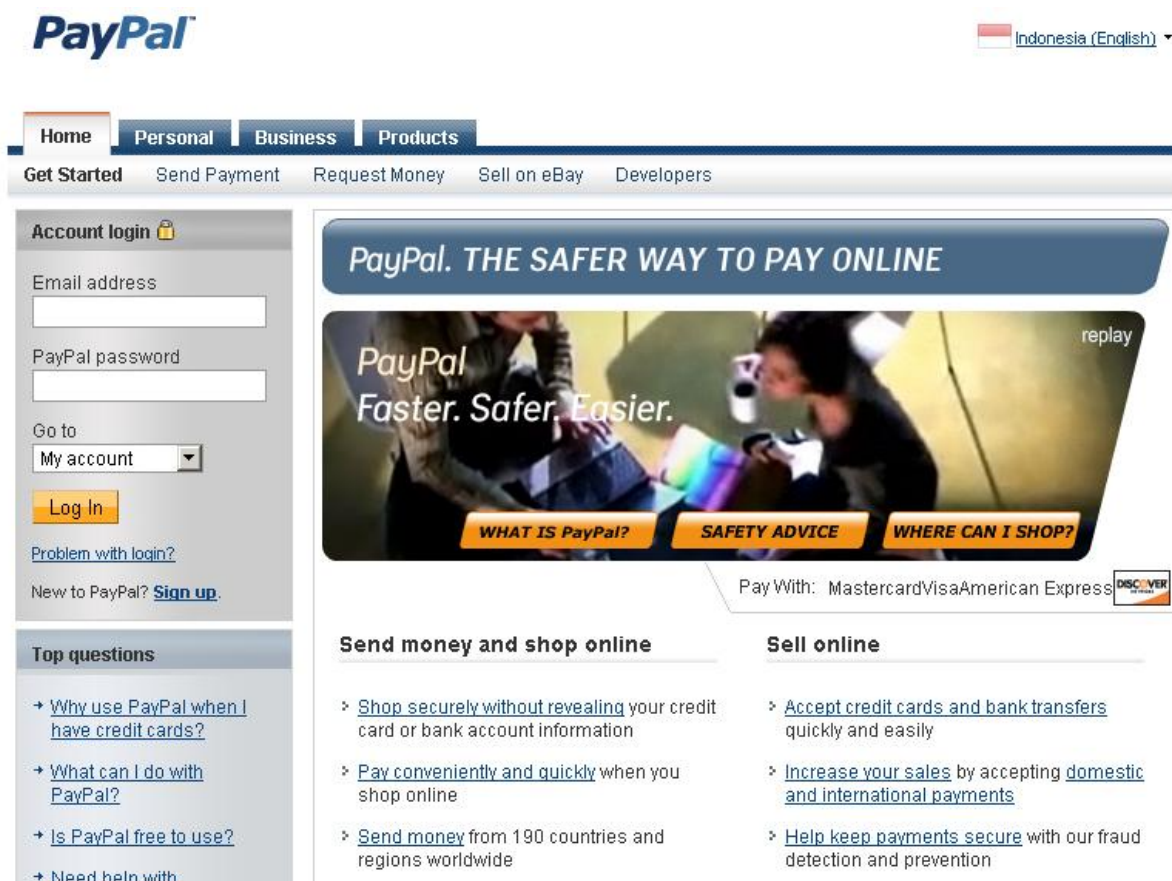 PayPal™
Indonesia (English)
Home
Personal
Business
Products
Get Started
Send Payment
Request Money
Sell on eBay
Developers
Account login
Email address
PayPal password
Go to
My account
Log In
Problem with login?
New to PayPal? Sign up.
Top questions
Why use PayPal when I
have credit cards?
What can I do with
PayPal?
Is PayPal free to use?
Need help with
PayPal. THE SAFER WAY TO PAY ONLINE
replay
PayPal
Faster. Safer. Easier.
WHAT IS PayPal?
SAFETY ADVICE
WHERE CAN I SHOP?
Pay With: MastercardVisaAmerican Express DISCOVER
Send money and shop online
Shop securely without revealing your credit
card or bank account information
Pay conveniently and quickly when you
shop online
Send money from 190 countries and
regions worldwide
Sell online
Accept credit cards and bank transfers
quickly and easily
Increase your sales by accepting domestic
and international payments
Help keep payments secure with our fraud
detection and prevention